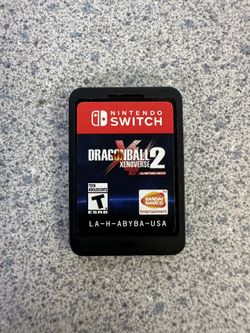 NINTENDO
SWITCH
DRAGONBALL
XENOVERSE 2
TEEN
T
ESRB
BANDAI
NAMCO
Entertainment
LA-H-ABYBA-USA